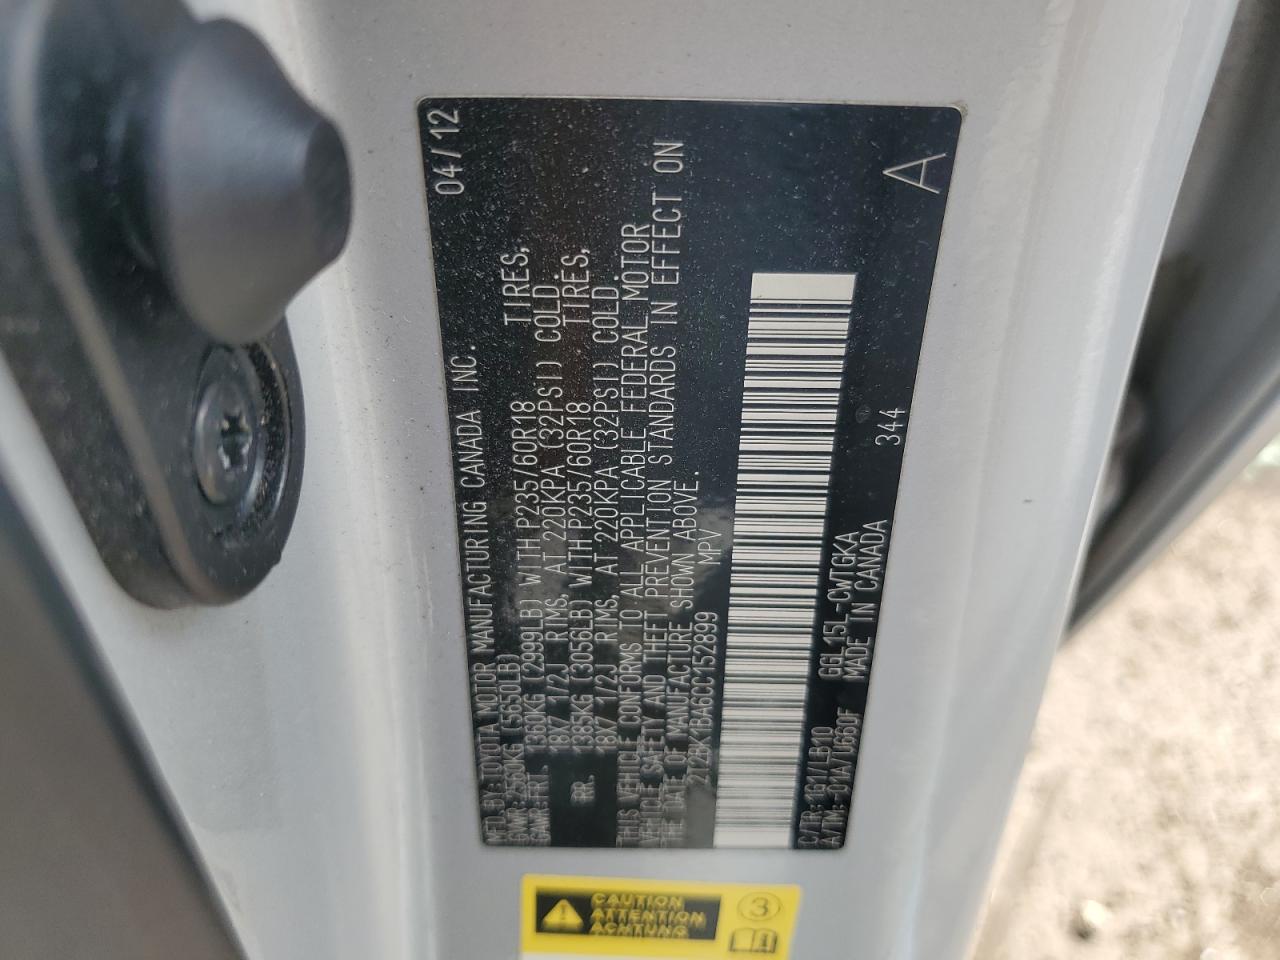 MFD. BY: TOYOTA MOTOR MANUFACTURING CANADA INC. 04/12
GVWR: 2560KG (5650LB)
GAWR: FRT. 1360KG (2999LB) WITH P235/60R18 TIRES,
18X7 1/2J RIMS, AT 220KPA (32PSI) COLD.
RR. 1385KG (3056LB) WITH P235/60R18 TIRES,
18X7 1/2J RIMS, AT 220KPA (32PSI) COLD.
THIS VEHICLE CONFORMS TO ALL APPLICABLE FEDERAL MOTOR
VEHICLE SAFETY AND THEFT PREVENTION STANDARDS IN EFFECT ON
THE DATE OF MANUFACTURE SHOWN ABOVE.
2T2BK1BA6CC152899 MPV
C/TR: 1G1/LB10 GGL15L-CWTGKA 344 A
A/TM: -01A/U660F MADE IN CANADA
CAUTION
ATTENTION
ACHTUNG
3